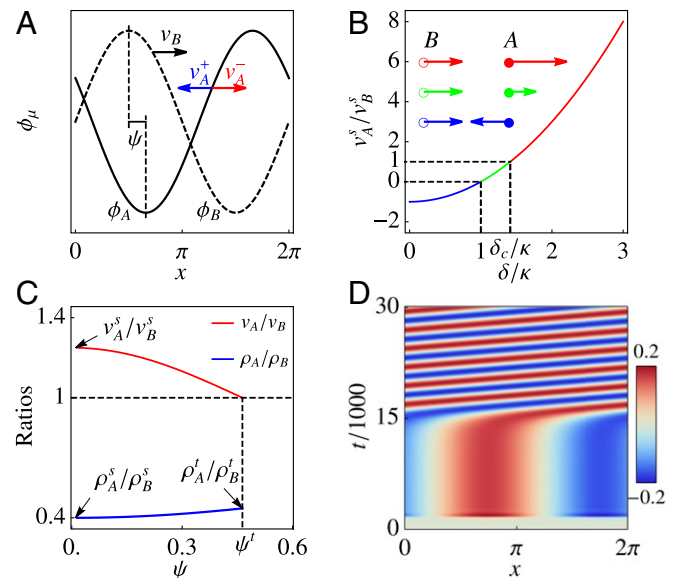 A
v_B
v_A^+ v_A^-
ϕ_μ
ψ
ϕ_A ϕ_B
0 π 2π
x
B
8
6
4
2
1
0
−2
B A
v_A^s/v_B^s
0 1 δ_c/κ 2 3
δ/κ
C
1.4
1
0.4
Ratios
v_A^s/v_B^s
v_A/v_B
ρ_A/ρ_B
ρ_A^s/ρ_B^s
ρ_A^t/ρ_B^t
0. 0.3 ψ^t 0.6
ψ
D
30
15
0
t/1000
0 π 2π
x
0.2
−0.2